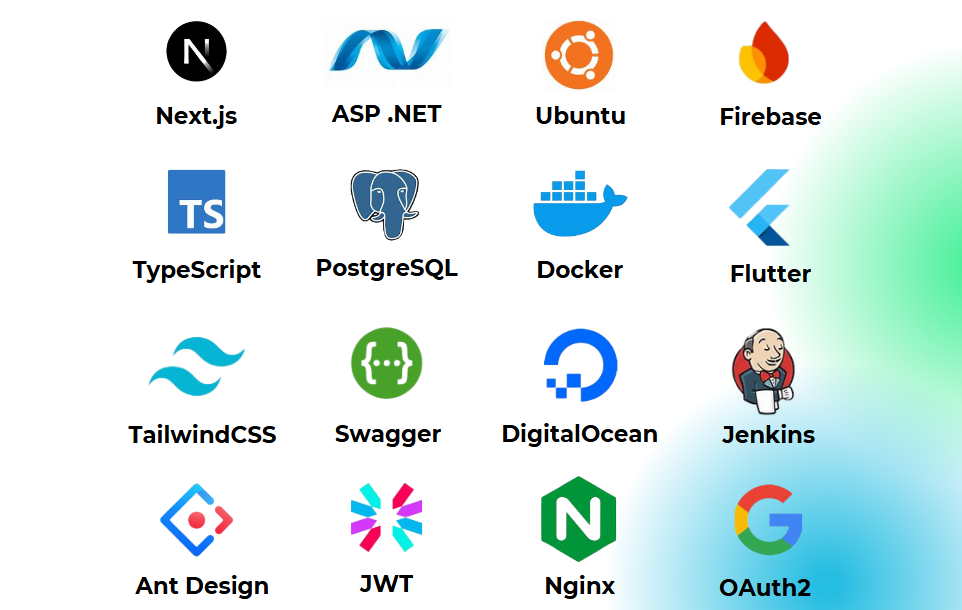 Next.js
ASP .NET
Ubuntu
Firebase
TS
TypeScript
PostgreSQL
Docker
Flutter
TailwindCSS
Swagger
DigitalOcean
Jenkins
Ant Design
JWT
Nginx
OAuth2